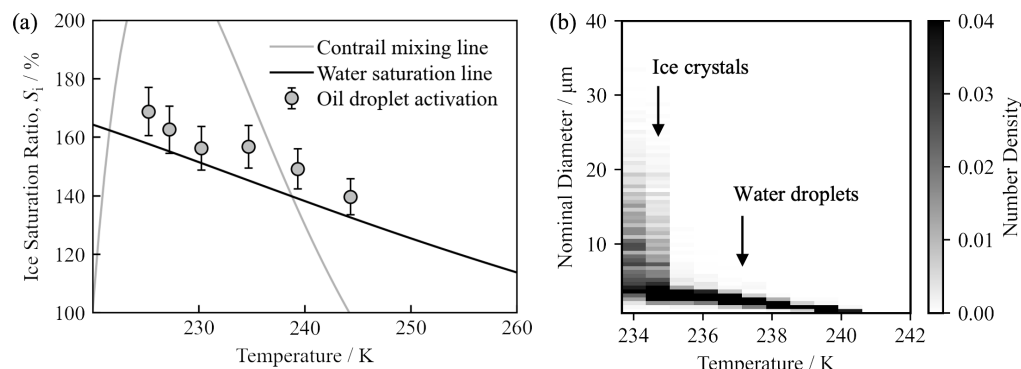 (a)
200
180
160
140
120
100
Ice Saturation Ratio, Si / %
Contrail mixing line
Water saturation line
Oil droplet activation
230
240
250
260
Temperature / K
(b)
40
30
20
10
Nominal Diameter / µm
Ice crystals
Water droplets
234
236
238
240
242
Temperature / K
0.04
0.03
0.02
0.01
0.00
Number Density